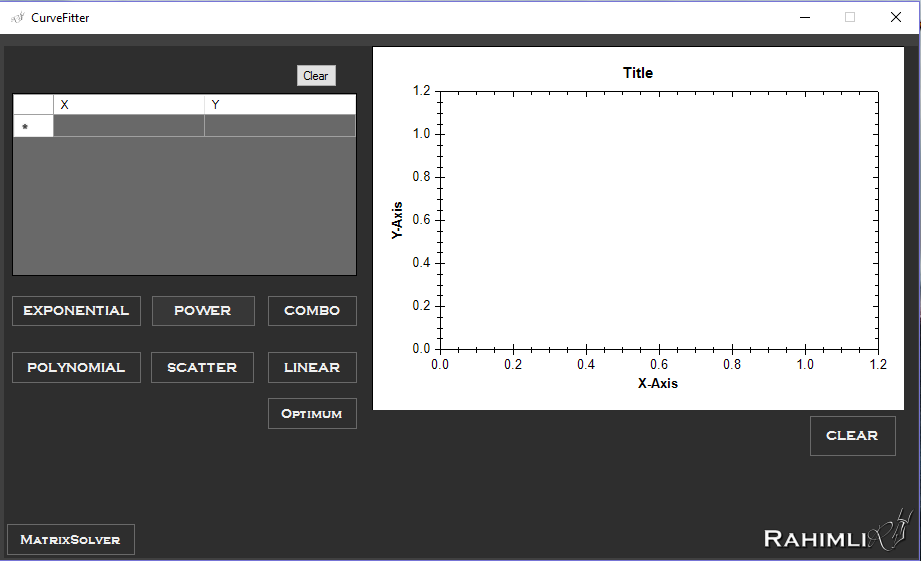 CurveFitter
Clear
X Y
*
EXPONENTIAL POWER COMBO
POLYNOMIAL SCATTER LINEAR
OPTIMUM
MATRIXSOLVER
Title
Y-Axis
1.2
1.0
0.8
0.6
0.4
0.2
0.0
0.0 0.2 0.4 0.6 0.8 1.0 1.2
X-Axis
CLEAR
RAHIMLI